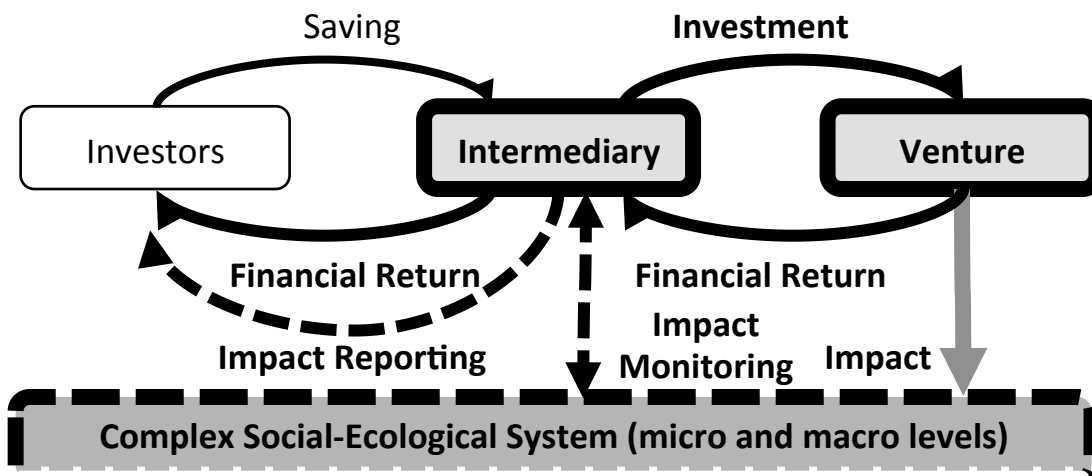 Saving
Investment
Investors
Intermediary
Venture
Financial Return
Financial Return
Impact Reporting
Impact
Monitoring
Impact
Complex Social-Ecological System (micro and macro levels)